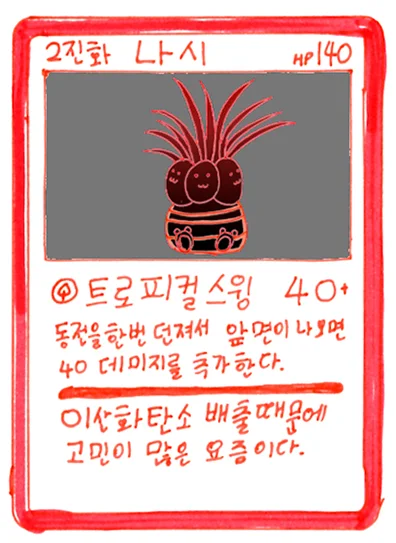 2진화 나시 HP140
트로피컬스윙 40+
동전을한번 던져서 앞면이 나오면
40 데미지를 추가한다.
이산화탄소 배출때문에
고민이 많은 요즘이다.